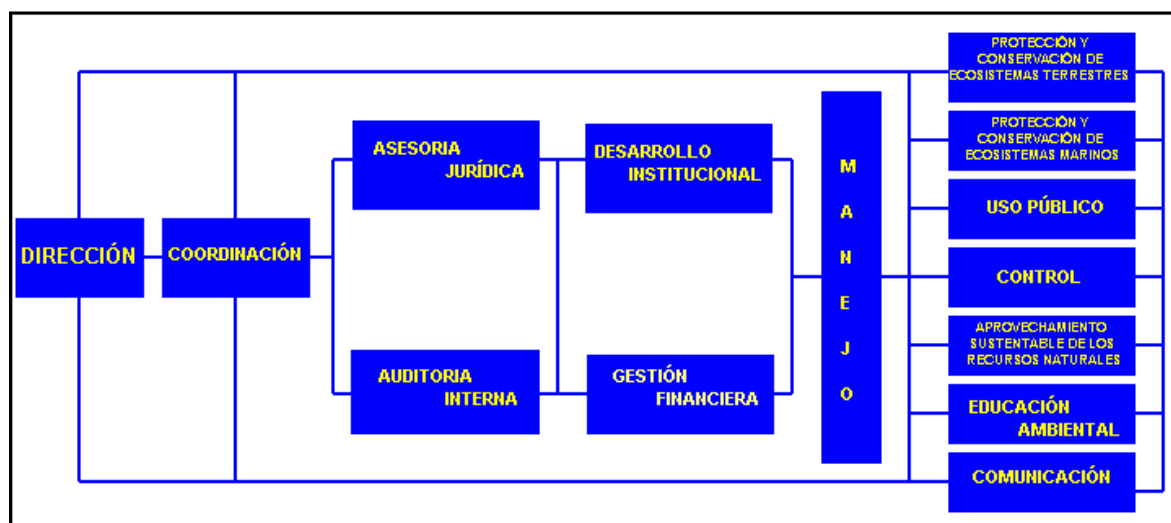 DIRECCIÓN
COORDINACIÓN
ASESORIA
JURÍDICA
AUDITORIA
INTERNA
DESARROLLO
INSTITUCIONAL
GESTIÓN
FINANCIERA
M
A
N
E
J
O
PROTECCIÓN Y
CONSERVACIÓN DE
ECOSISTEMAS TERRESTRES
PROTECCIÓN Y
CONSERVACIÓN DE
ECOSISTEMAS MARINOS
USO PÚBLICO
CONTROL
APROVECHAMIENTO
SUSTENTABLE DE LOS
RECURSOS NATURALES
EDUCACIÓN
AMBIENTAL
COMUNICACIÓN